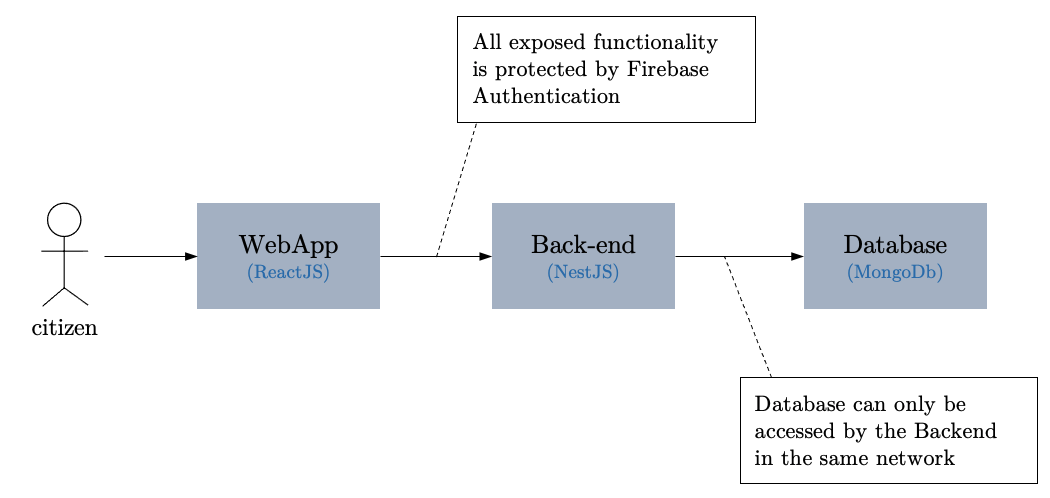 All exposed functionality
is protected by Firebase
Authentication
WebApp
(ReactJS)
Back-end
(NestJS)
Database
(MongoDb)
citizen
Database can only be
accessed by the Backend
in the same network